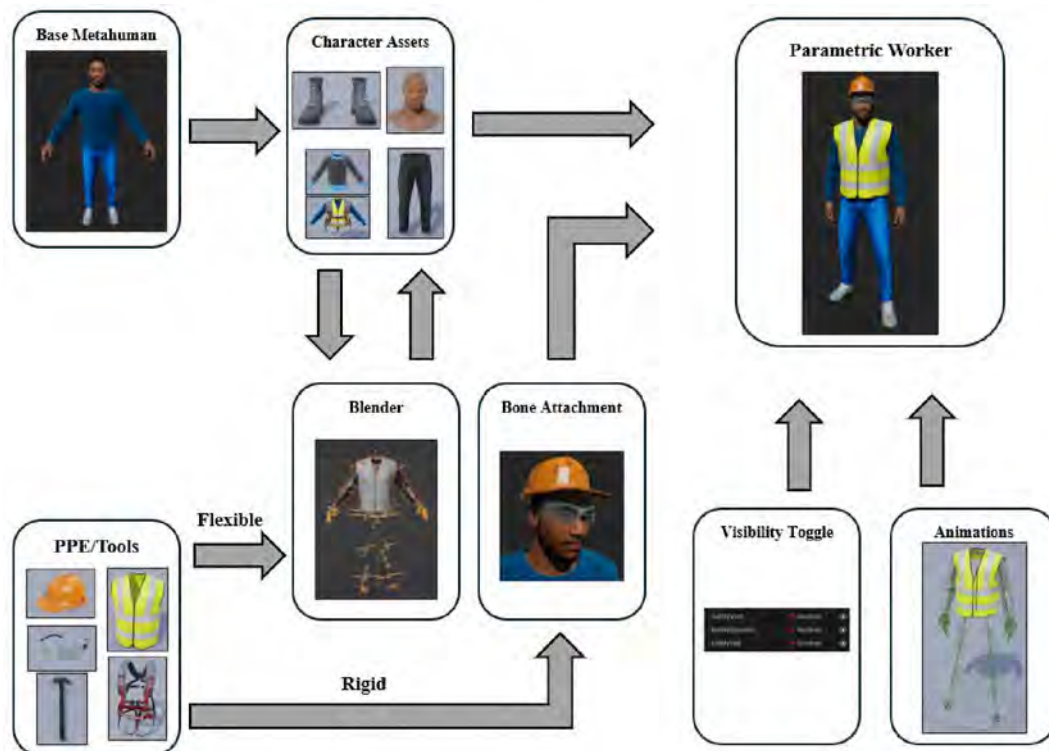 Base Metahuman
Character Assets
Parametric Worker
Blender
Bone Attachment
Flexible
PPE/Tools
Visibility Toggle
Animations
Rigid